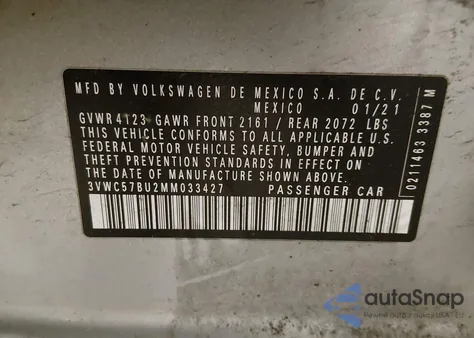 MFD BY VOLKSWAGEN DE MEXICO S.A. DE C.V.
MEXICO 01/21
GVWR 4123 GAWR FRONT 2161 / REAR 2072 LBS
THIS VEHICLE CONFORMS TO ALL APPLICABLE U.S.
FEDERAL MOTOR VEHICLE SAFETY, BUMPER AND
THEFT PREVENTION STANDARDS IN EFFECT ON THE
DATE OF MANUFACTURE SHOWN ABOVE.
3VWC57BU2MM033427 PASSENGER CAR
0211463 3387 M
autoSnap